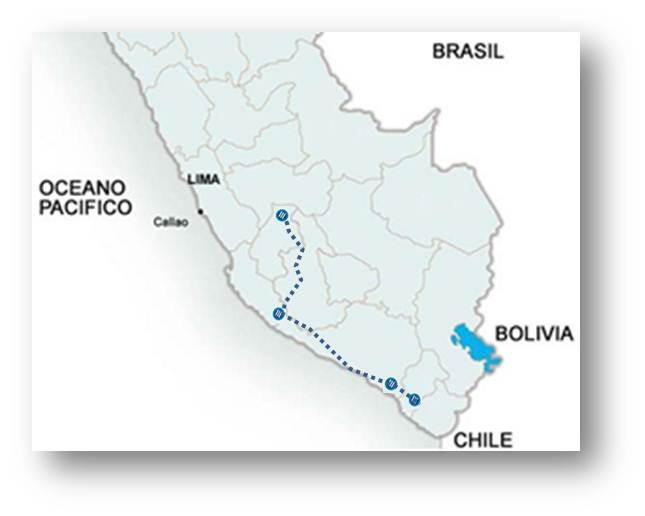 BRASIL
LIMA
OCEANO
PACIFICO
Callao
BOLIVIA
CHILE